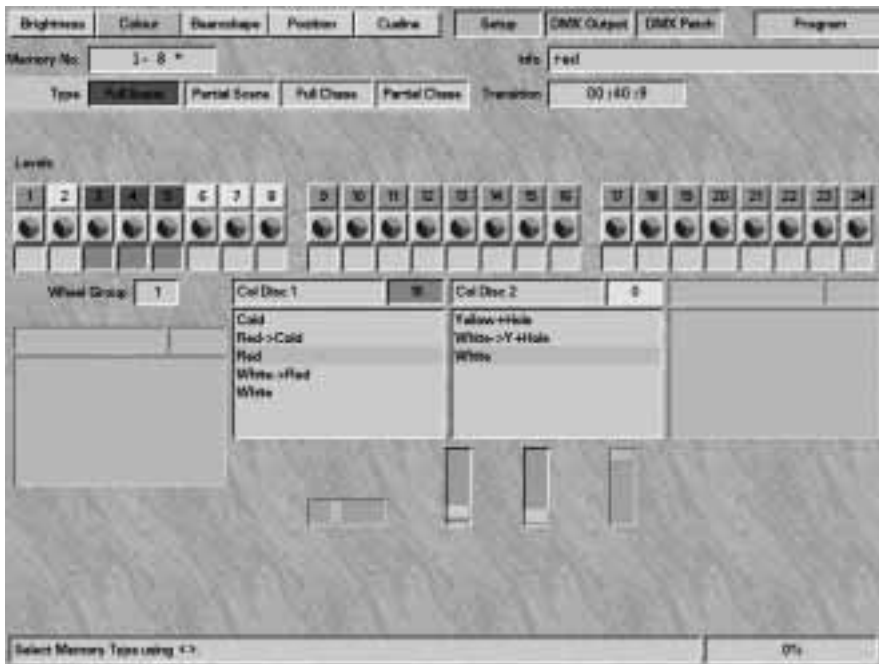 Brightness Colour Beamshape Position Cuelist Setup DMX Output DMX Patch Program
Memory No. 1- 8 * Info red
Type Full Scene Partial Scene Full Chase Partial Chase Transition
Levels
1 2 3 4 5 6 7 8 9 10 11 12 13 14 15 16 17 18 19 20 21 22 23 24
Wheel Group 1 Col Disc 1 Col Disc 2 0
Cold Yellow+Hole
Red->Cold White->Y+Hole
Red White
White->Red
White
Select Memory Type using <>. 0%